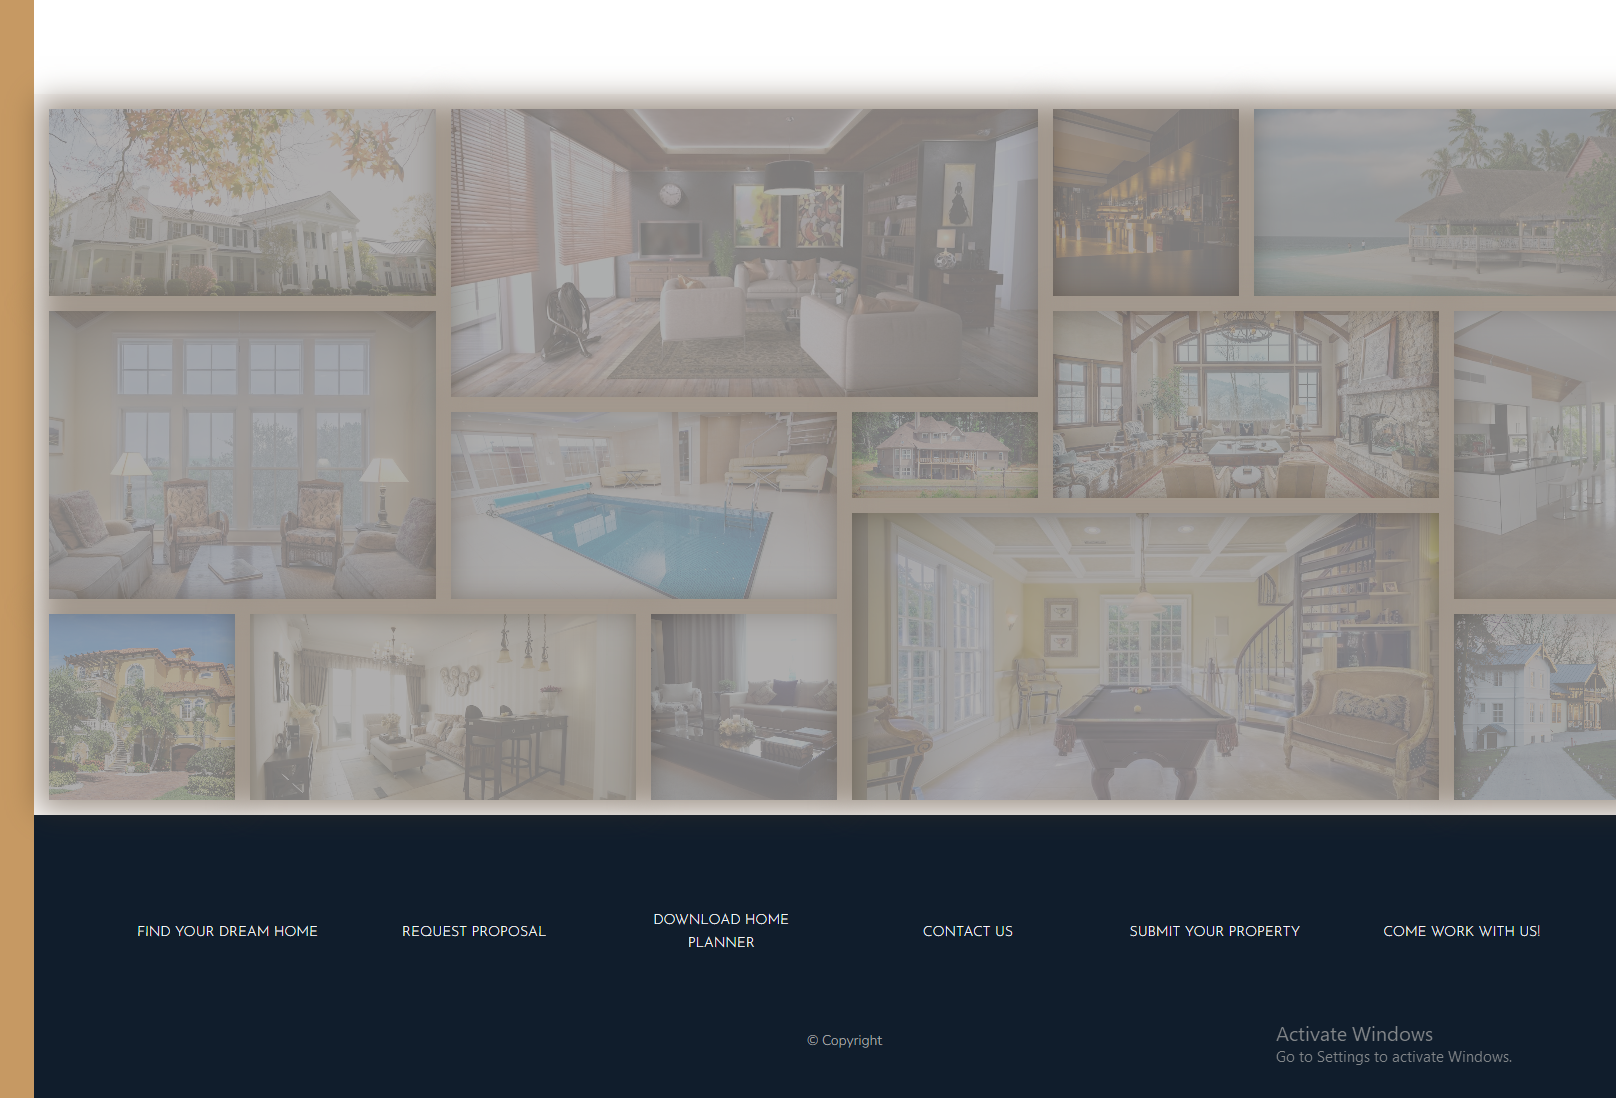 FIND YOUR DREAM HOME
REQUEST PROPOSAL
DOWNLOAD HOME
PLANNER
CONTACT US
SUBMIT YOUR PROPERTY
COME WORK WITH US!
© Copyright
Activate Windows
Go to Settings to activate Windows.